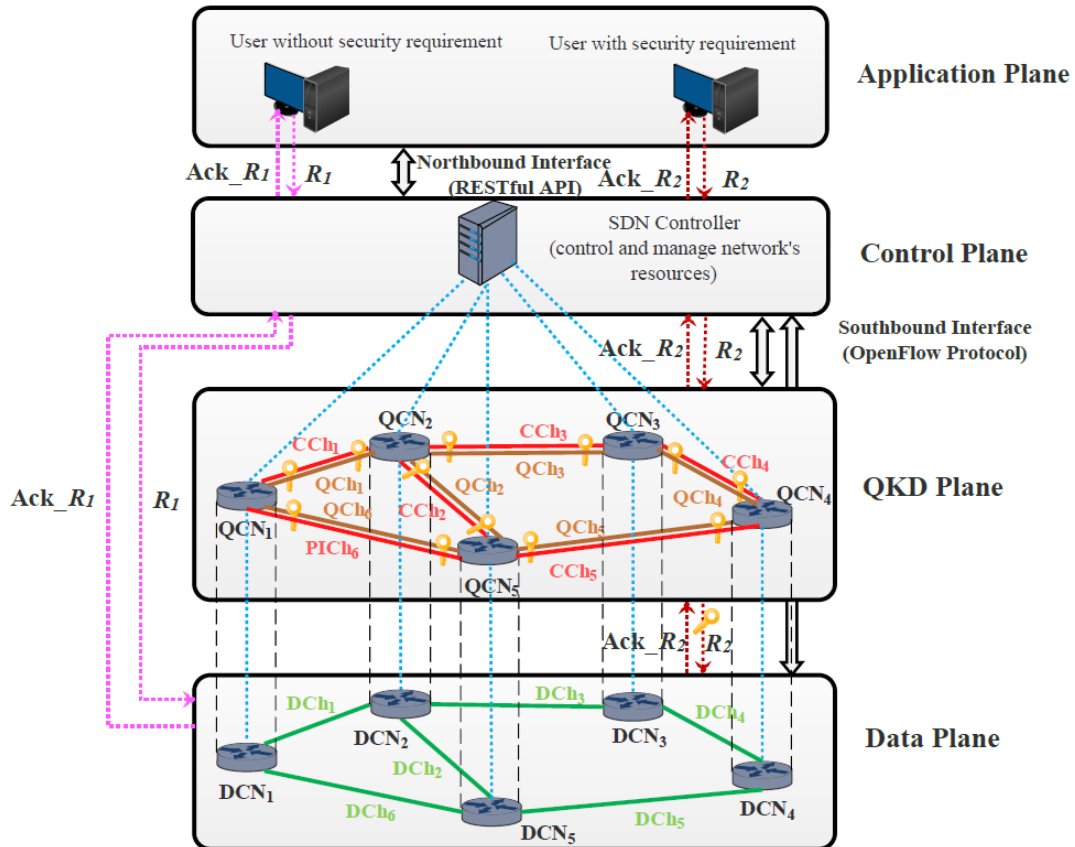 User without security requirement
User with security requirement
Application Plane
Ack_R1
R1
Northbound Interface
(RESTful API)
Ack_R2
R2
SDN Controller
(control and manage network's
resources)
Control Plane
Ack_R2
R2
Southbound Interface
(OpenFlow Protocol)
QCN2
QCN3
CCh1
CCh3
CCh4
QCh1
QCh2
QCh3
QCh4
QCN4
Ack_R1
R1
QKD Plane
QCN1
QCh6
CCh2
QCh5
PICh6
CCh5
QCN5
Ack_R2
R2
DCh1
DCh3
DCh4
DCN2
DCN3
Data Plane
DCh2
DCN1
DCN4
DCh6
DCh5
DCN5